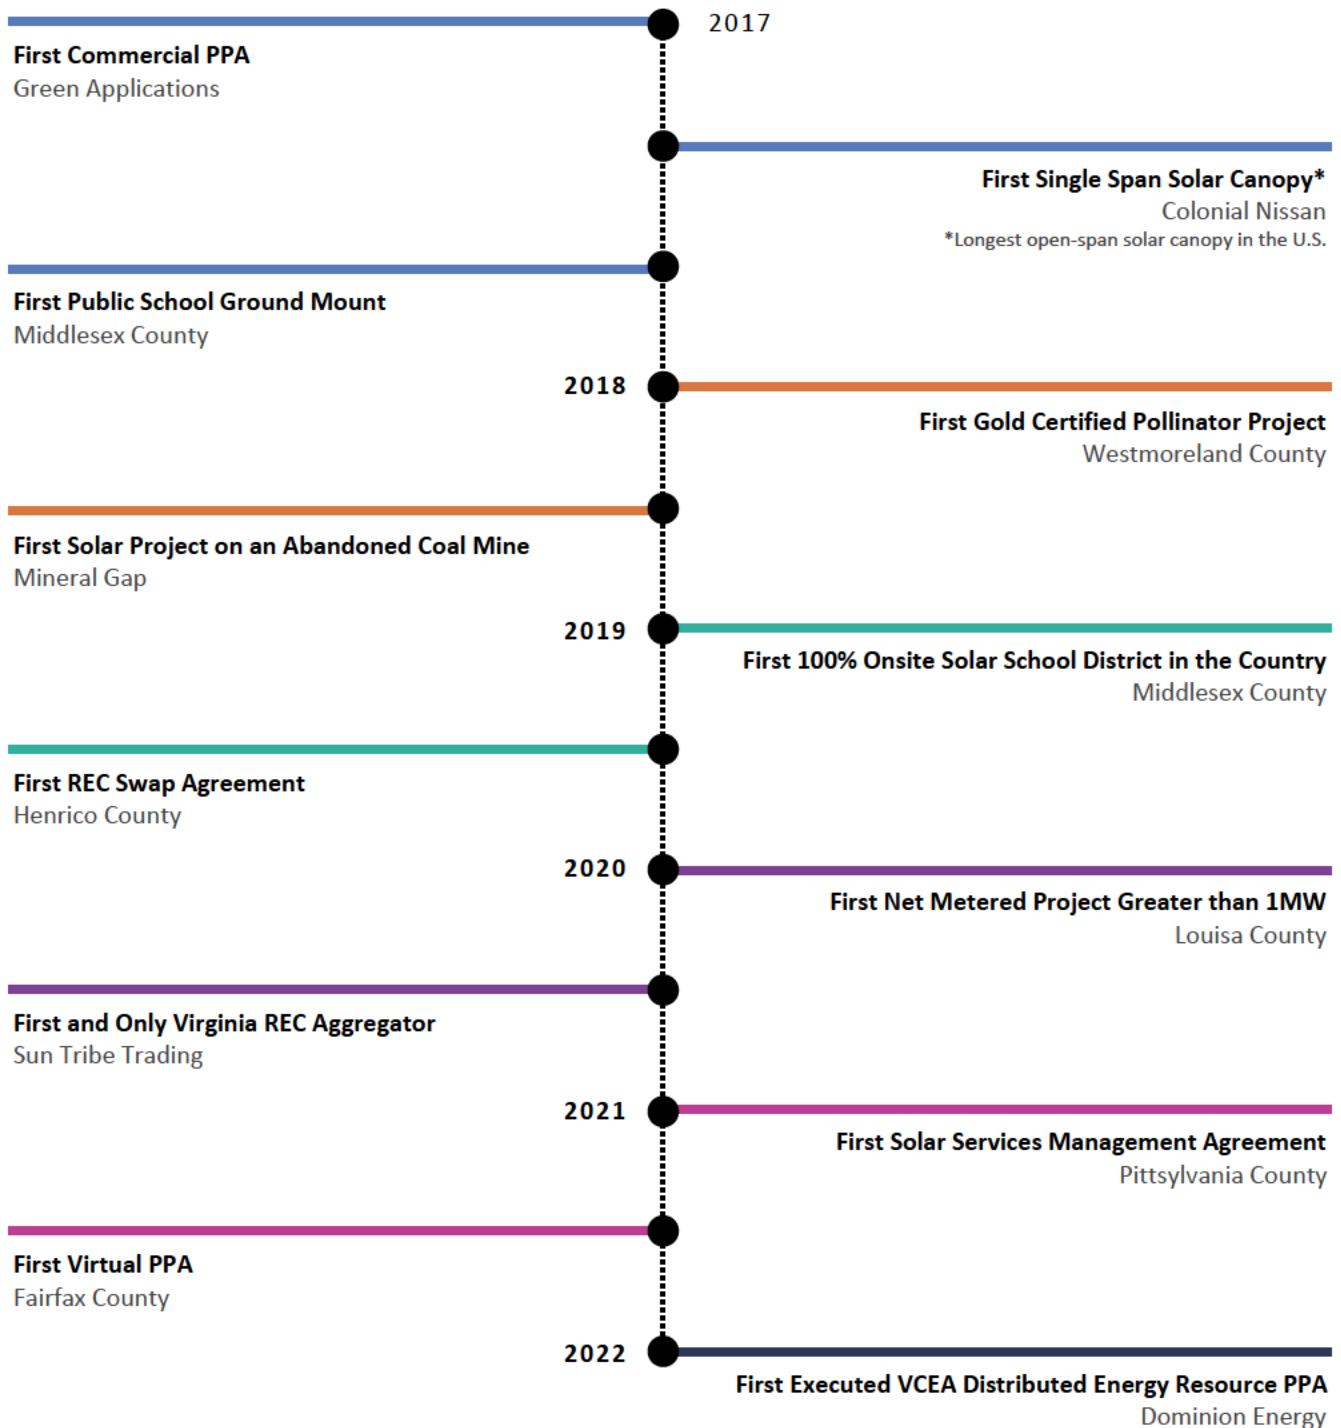 2017
First Commercial PPA
Green Applications
First Single Span Solar Canopy*
Colonial Nissan
*Longest open-span solar canopy in the U.S.
First Public School Ground Mount
Middlesex County
2018
First Gold Certified Pollinator Project
Westmoreland County
First Solar Project on an Abandoned Coal Mine
Mineral Gap
2019
First 100% Onsite Solar School District in the Country
Middlesex County
First REC Swap Agreement
Henrico County
2020
First Net Metered Project Greater than 1MW
Louisa County
First and Only Virginia REC Aggregator
Sun Tribe Trading
2021
First Solar Services Management Agreement
Pittsylvania County
First Virtual PPA
Fairfax County
2022
First Executed VCEA Distributed Energy Resource PPA
Dominion Energy